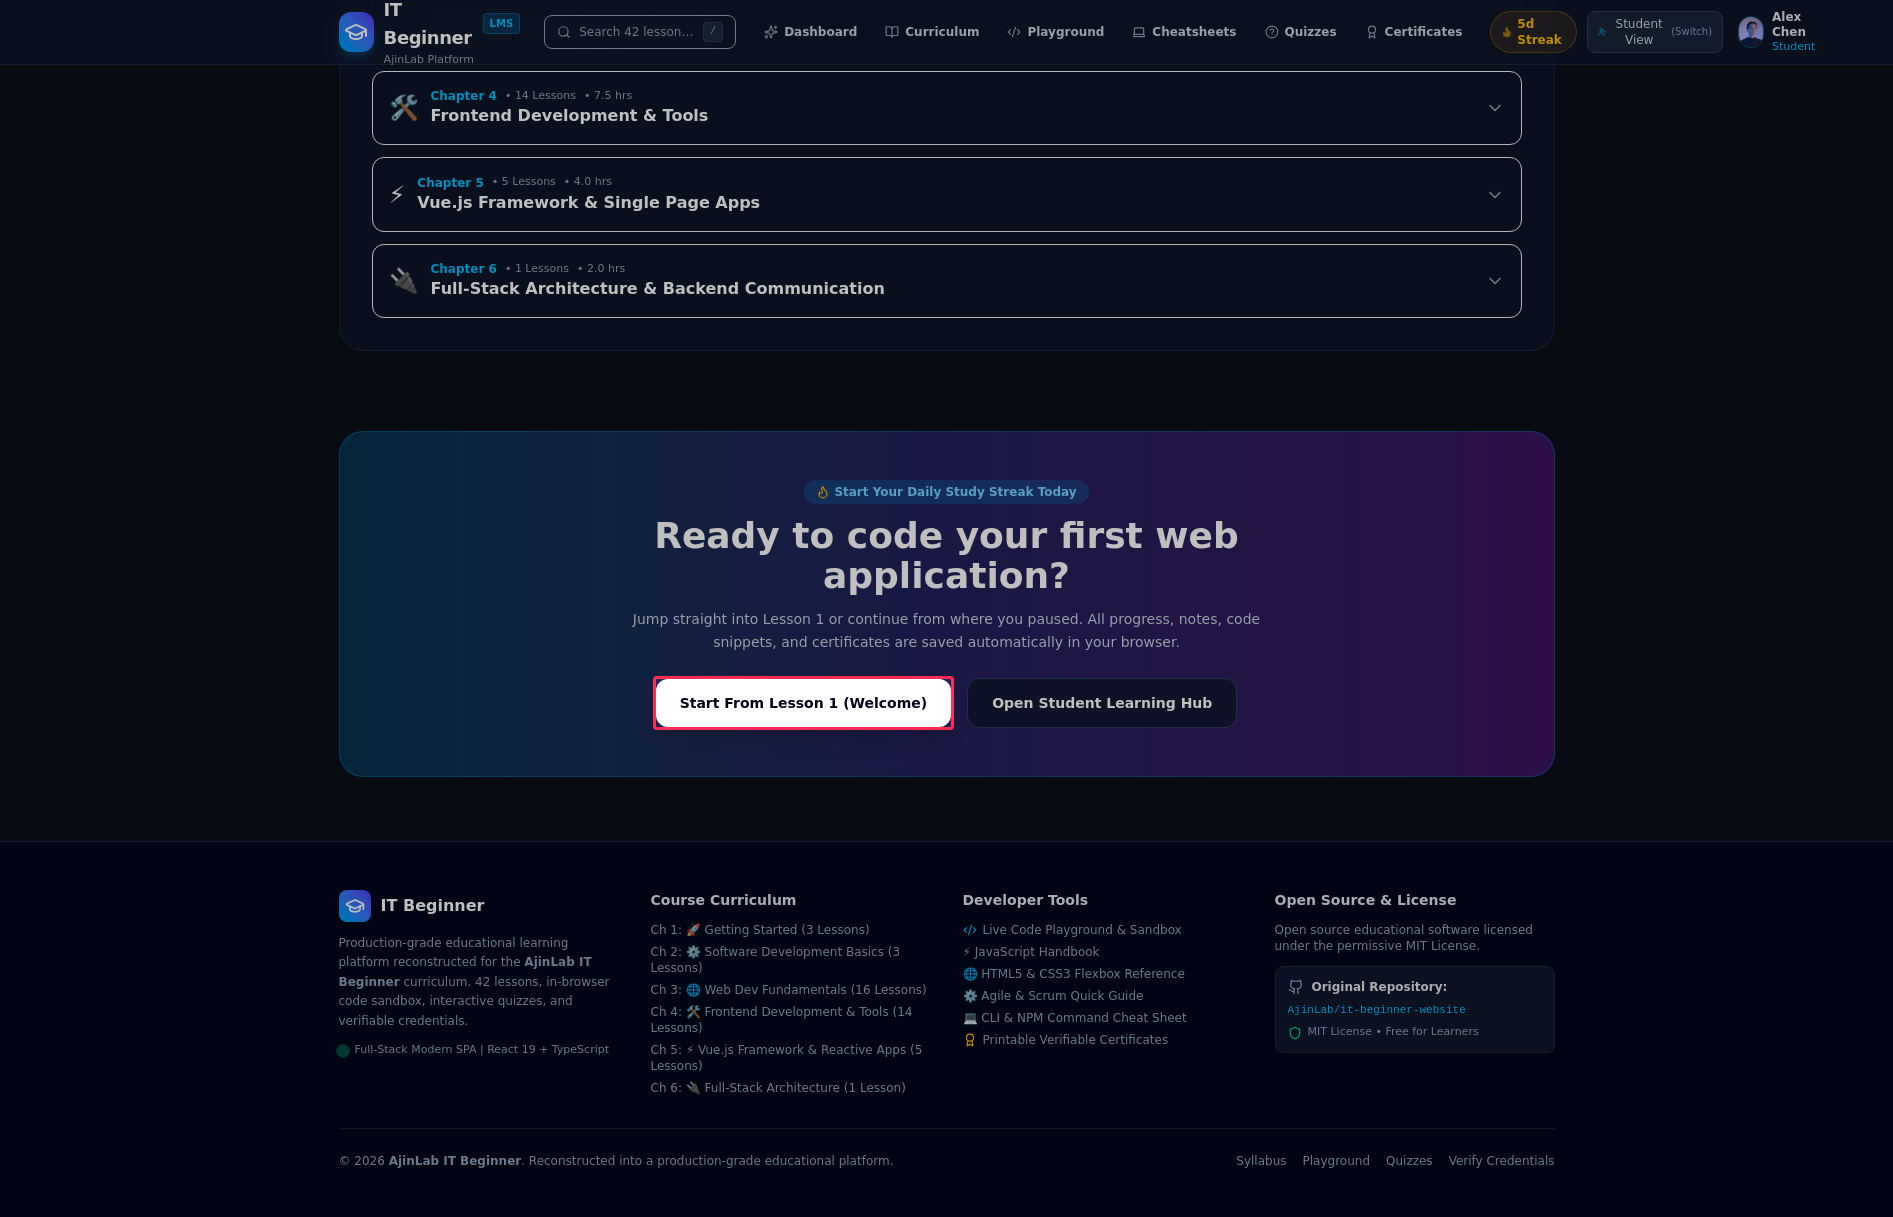 IT
Beginner
LMS
AjinLab Platform
Search 42 lesson...
/
Dashboard
Curriculum
Playground
Cheatsheets
Quizzes
Certificates
5d
Streak
Student
View
(Switch)
Alex
Chen
Student
Chapter 4 • 14 Lessons • 7.5 hrs
Frontend Development & Tools
Chapter 5 • 5 Lessons • 4.0 hrs
Vue.js Framework & Single Page Apps
Chapter 6 • 1 Lessons • 2.0 hrs
Full-Stack Architecture & Backend Communication
Start Your Daily Study Streak Today
Ready to code your first web
application?
Jump straight into Lesson 1 or continue from where you paused. All progress, notes, code
snippets, and certificates are saved automatically in your browser.
Start From Lesson 1 (Welcome)
Open Student Learning Hub
IT Beginner
Production-grade educational learning
platform reconstructed for the AjinLab IT
Beginner curriculum. 42 lessons, in-browser
code sandbox, interactive quizzes, and
verifiable credentials.
Full-Stack Modern SPA | React 19 + TypeScript
Course Curriculum
Ch 1: 🚀 Getting Started (3 Lessons)
Ch 2: ⚙️ Software Development Basics (3
Lessons)
Ch 3: 🌐 Web Dev Fundamentals (16 Lessons)
Ch 4: 🛠️ Frontend Development & Tools (14
Lessons)
Ch 5: ⚡ Vue.js Framework & Reactive Apps (5
Lessons)
Ch 6: 🔌 Full-Stack Architecture (1 Lesson)
Developer Tools
Live Code Playground & Sandbox
⚡ JavaScript Handbook
🌐 HTML5 & CSS3 Flexbox Reference
⚙️ Agile & Scrum Quick Guide
💻 CLI & NPM Command Cheat Sheet
Printable Verifiable Certificates
Open Source & License
Open source educational software licensed
under the permissive MIT License.
Original Repository:
AjinLab/it-beginner-website
MIT License • Free for Learners
© 2026 AjinLab IT Beginner. Reconstructed into a production-grade educational platform.
Syllabus
Playground
Quizzes
Verify Credentials